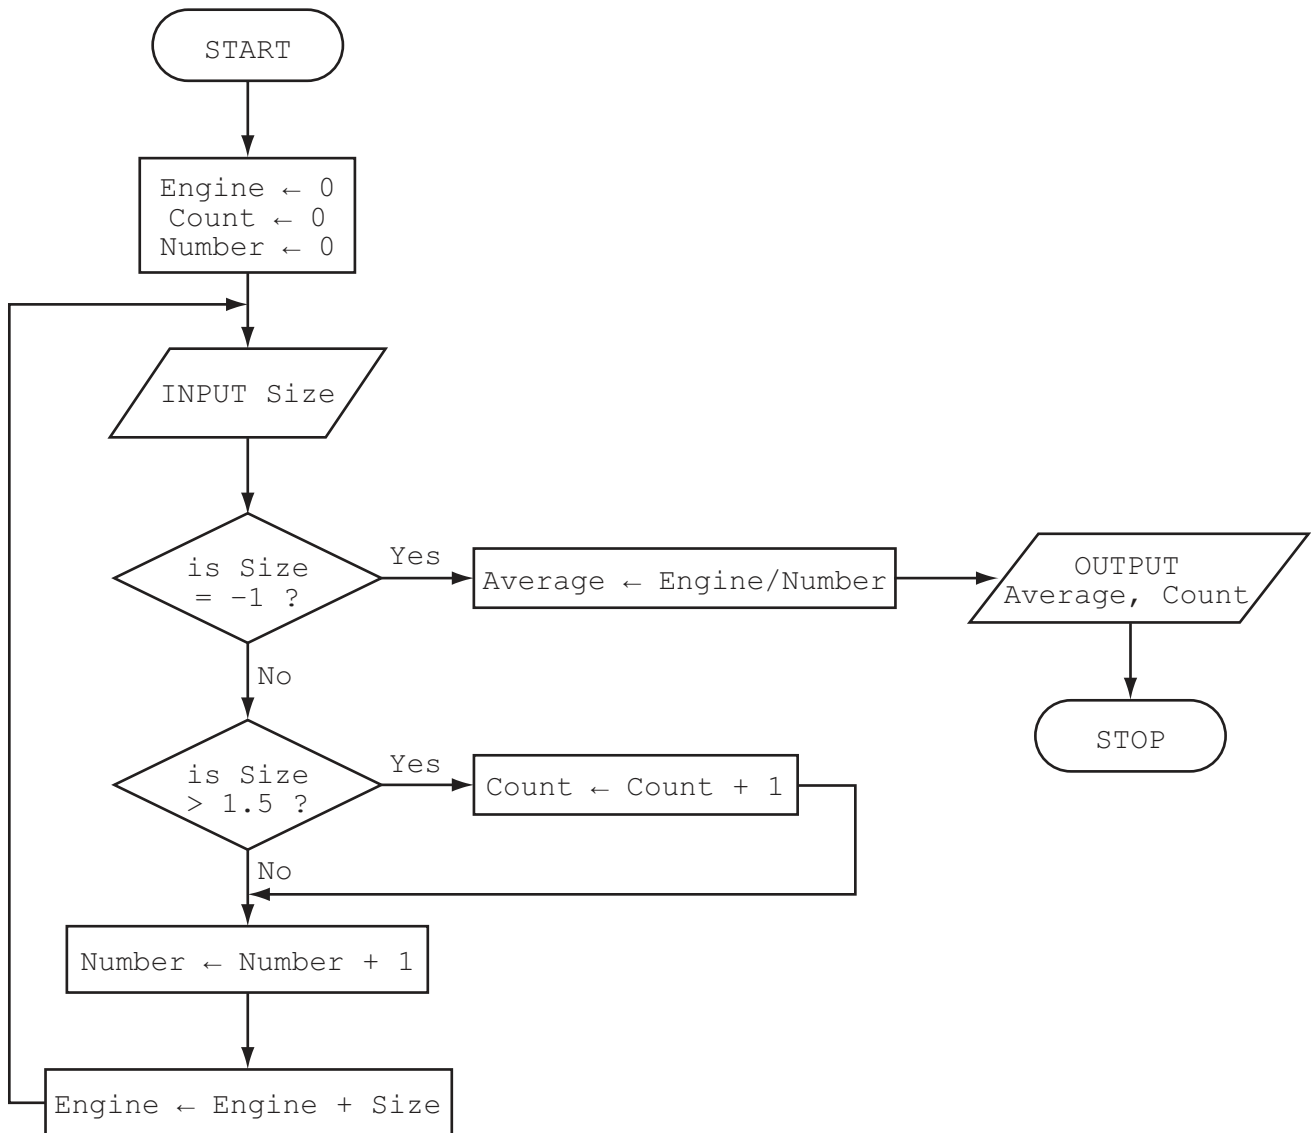 START
Engine ← 0
Count ← 0
Number ← 0
INPUT Size
is Size
= –1 ?
Yes
Average ← Engine/Number
OUTPUT
Average, Count
No
STOP
is Size
> 1.5 ?
Yes
Count ← Count + 1
No
Number ← Number + 1
Engine ← Engine + Size